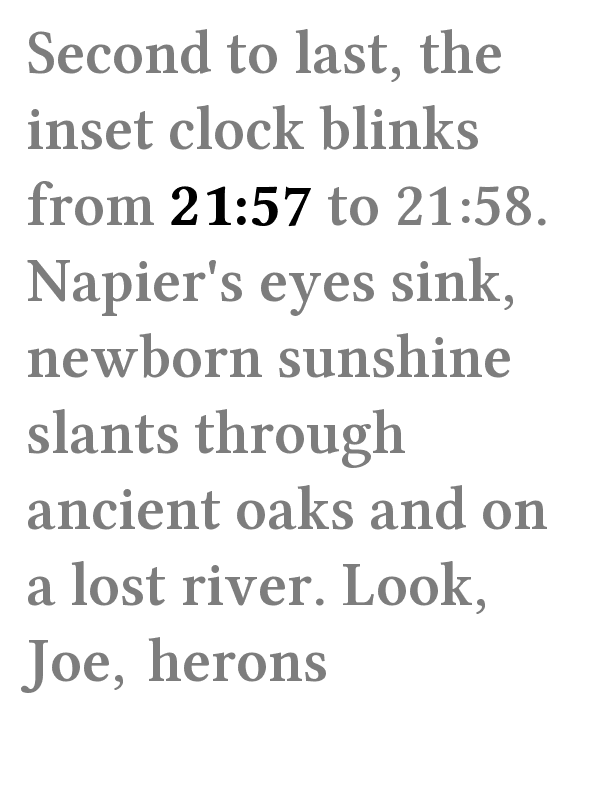 Second to last, the
inset clock blinks
from 21:57 to 21:58.
Napier's eyes sink,
newborn sunshine
slants through
ancient oaks and on
a lost river. Look,
Joe, herons